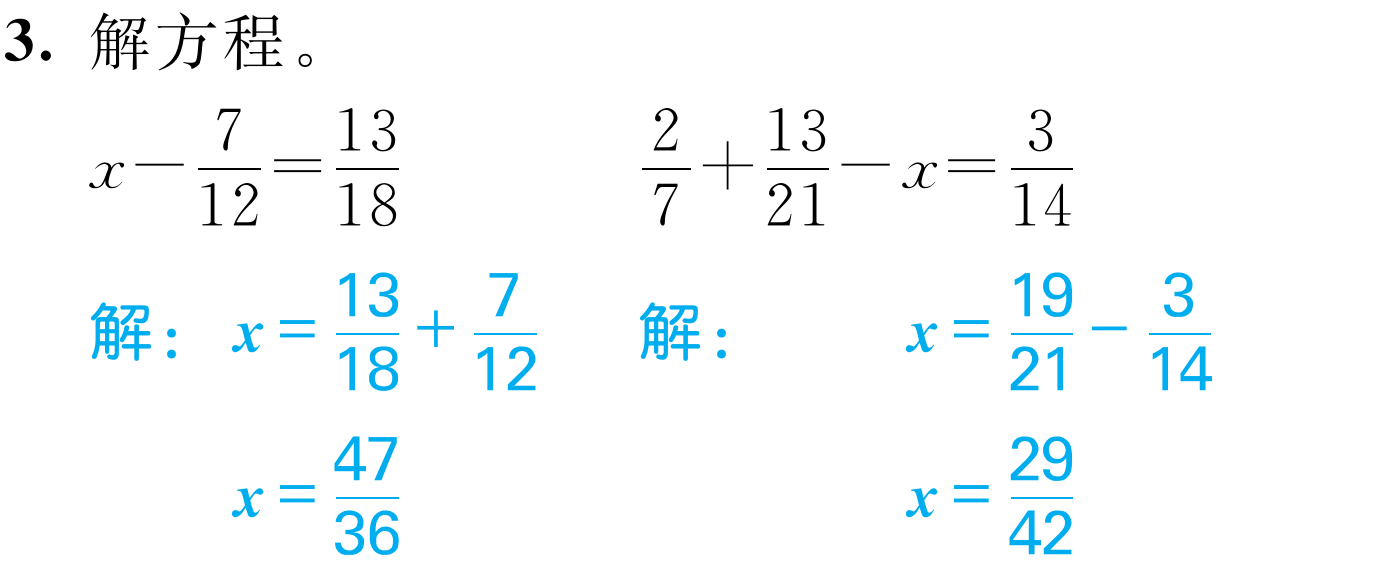 3. 解方程。
x − 7/12 = 13/18    2/7 + 13/21 − x = 3/14
解： x = 13/18 + 7/12    解： x = 19/21 − 3/14
x = 47/36    x = 29/42